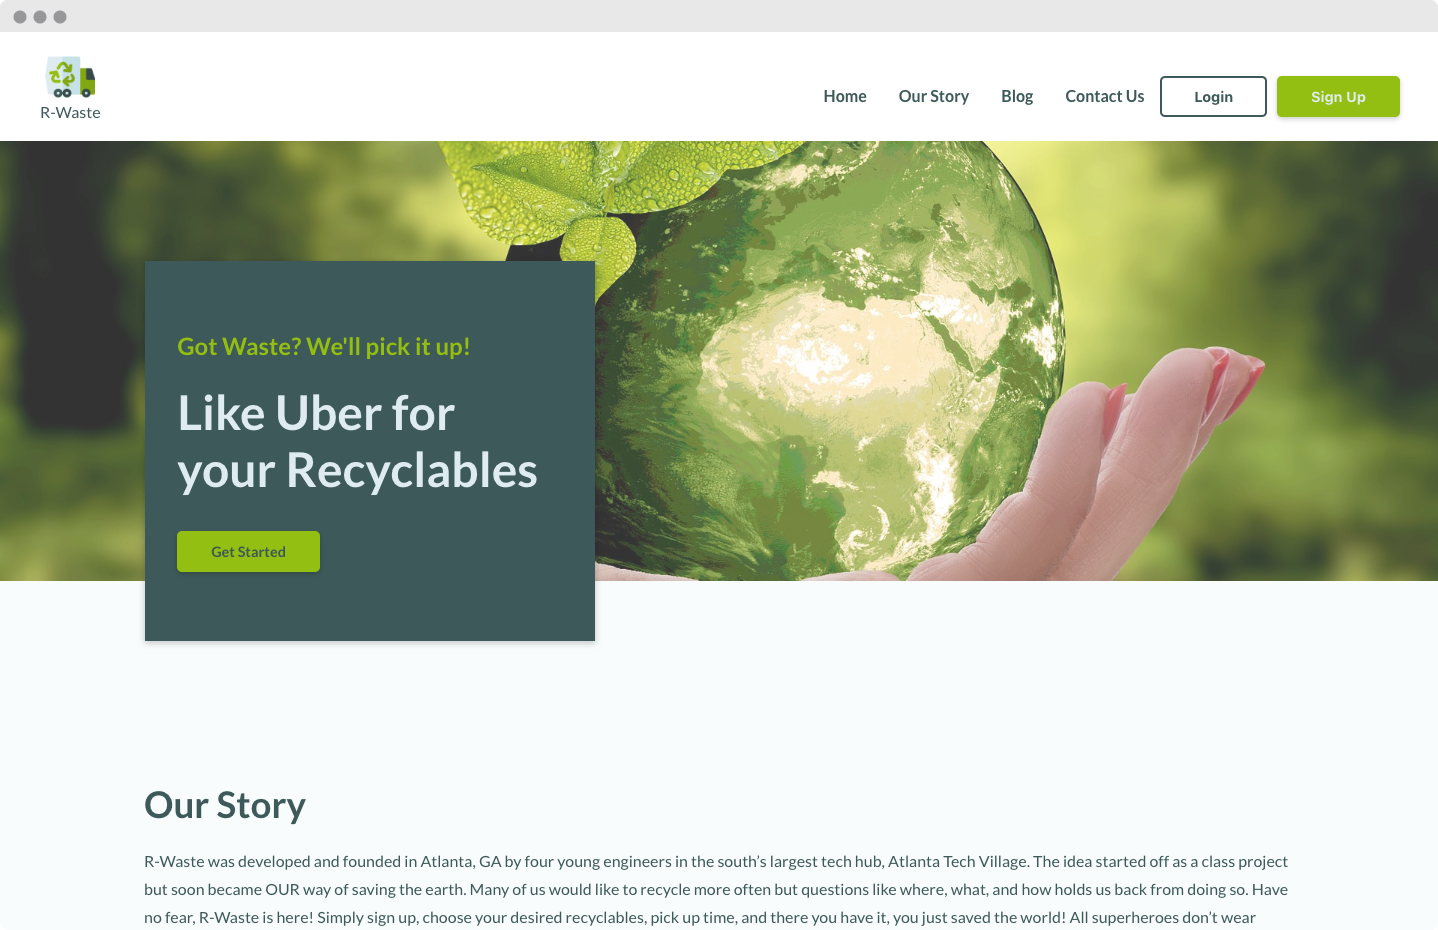 R-Waste
Home Our Story Blog Contact Us Login Sign Up
Got Waste? We'll pick it up!
Like Uber for
your Recyclables
Get Started
Our Story
R-Waste was developed and founded in Atlanta, GA by four young engineers in the south’s largest tech hub, Atlanta Tech Village. The idea started off as a class project
but soon became OUR way of saving the earth. Many of us would like to recycle more often but questions like where, what, and how holds us back from doing so. Have
no fear, R-Waste is here! Simply sign up, choose your desired recyclables, pick up time, and there you have it, you just saved the world! All superheroes don’t wear